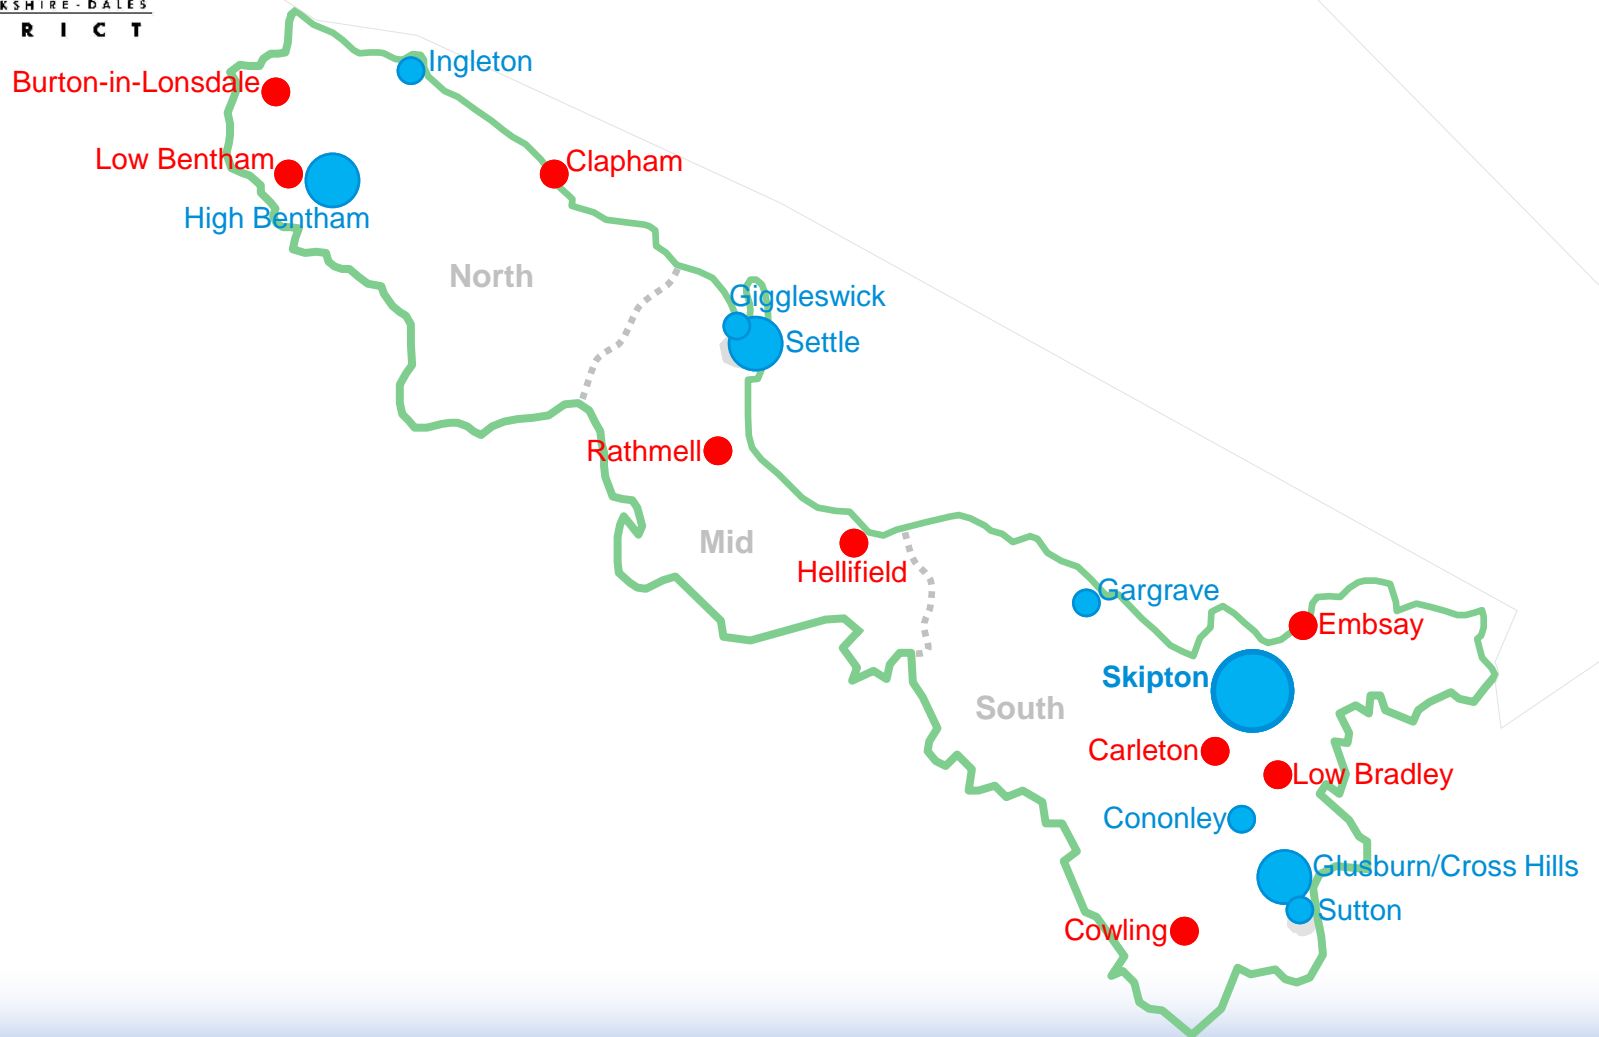 R I C T
Ingleton
Burton-in-Lonsdale
Low Bentham
Clapham
High Bentham
North
Giggleswick
Settle
Rathmell
Mid
Hellifield
Gargrave
Embsay
Skipton
South
Carleton
Low Bradley
Cononley
Glusburn/Cross Hills
Sutton
Cowling